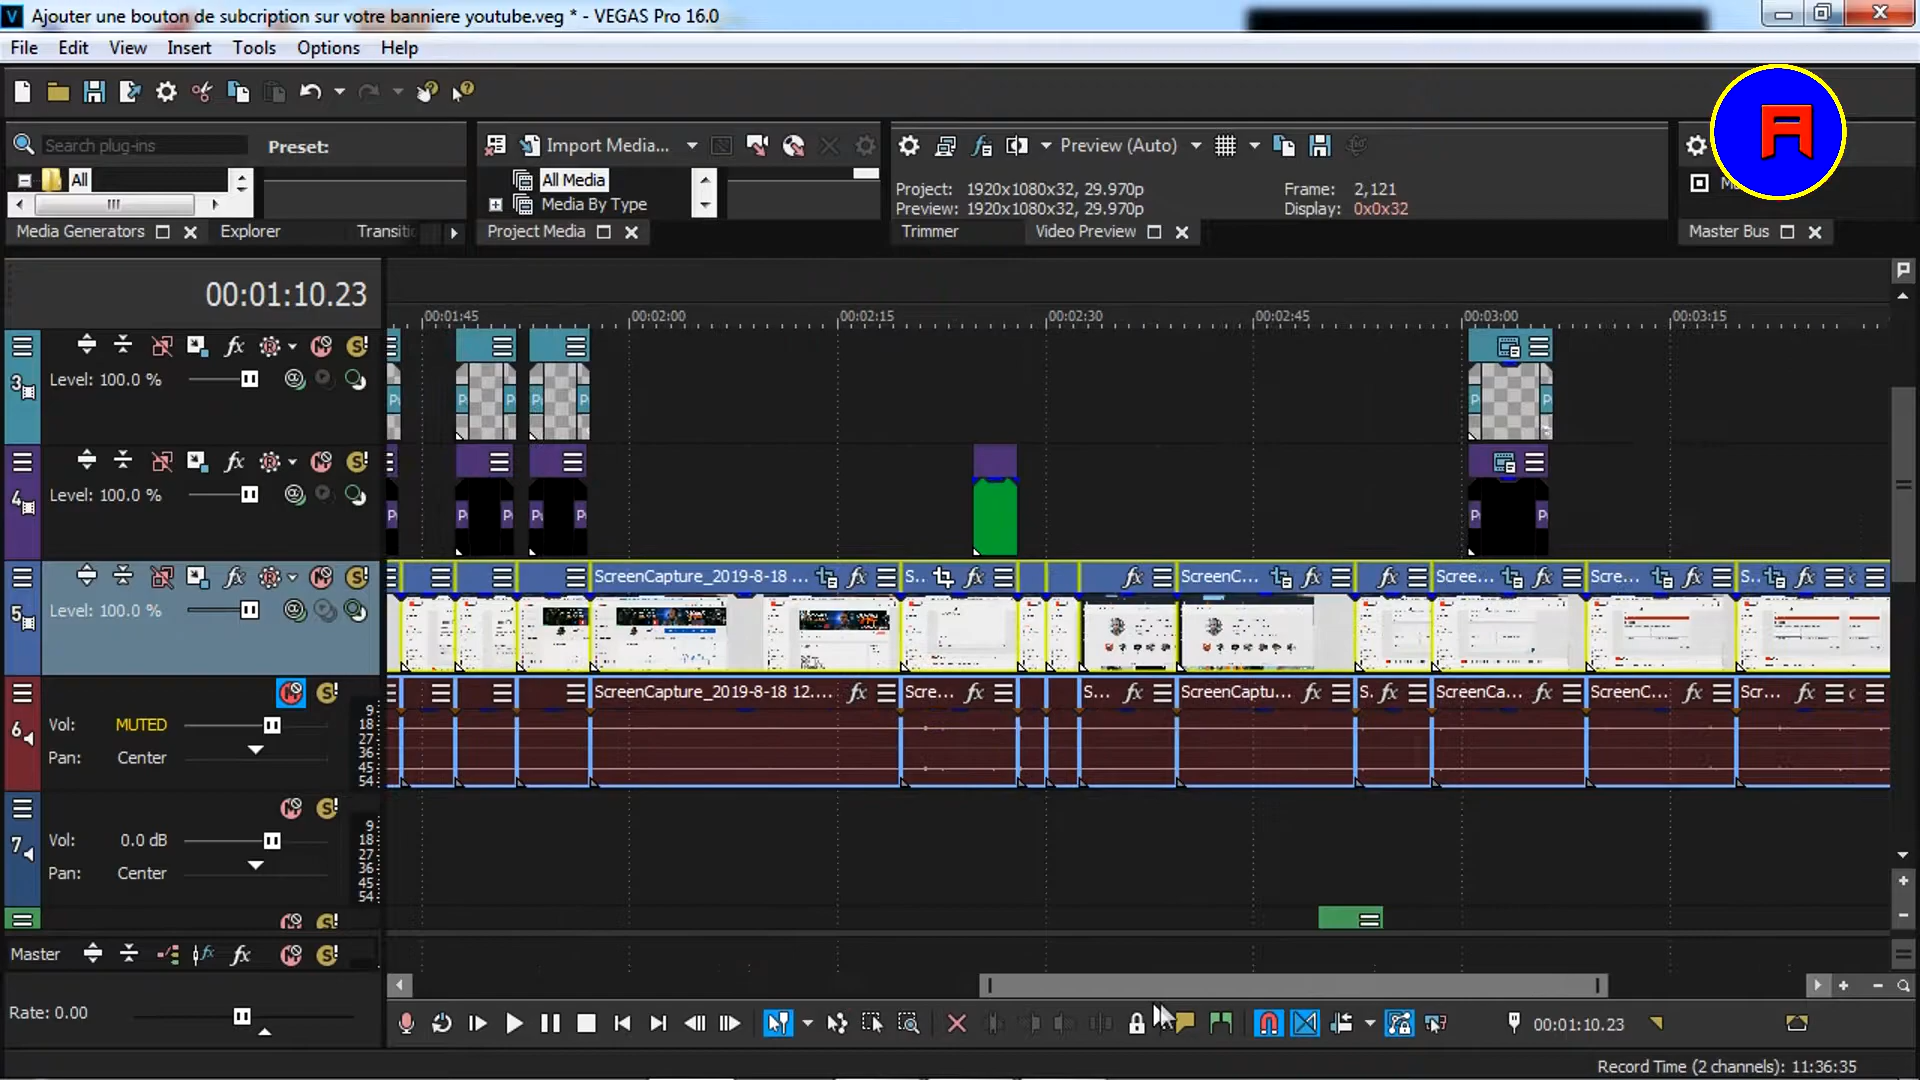 Ajouter une bouton de subcription sur votre banniere youtube.veg * - VEGAS Pro 16.0
File Edit View Insert Tools Options Help
Search plug-ins Preset: Import Media... Preview (Auto)
All All Media
Media By Type
Project: 1920x1080x32, 29.970p Frame: 2,121
Preview: 1920x1080x32, 29.970p Display: 0x0x32
Media Generators Explorer Transiti Project Media Trimmer Video Preview Master Bus
00:01:10.23
00:01:45 00:02:00 00:02:15 00:02:30 00:02:45 00:03:00 00:03:15
3 Level: 100.0 %
4 Level: 100.0 %
ScreenCapture_2019-8-18 ... S.. ScreenC... Scree... Scre... S..
5 Level: 100.0 %
ScreenCapture_2019-8-18 12.... Scre... S... ScreenCaptu... S. ScreenCa... ScreenC... Scr...
6 Vol: MUTED
Pan: Center
9 18 27 36 45 54
7 Vol: 0.0 dB
Pan: Center
9 18 27 36 45 54
Master
Rate: 0.00
00:01:10.23
Record Time (2 channels): 11:36:35